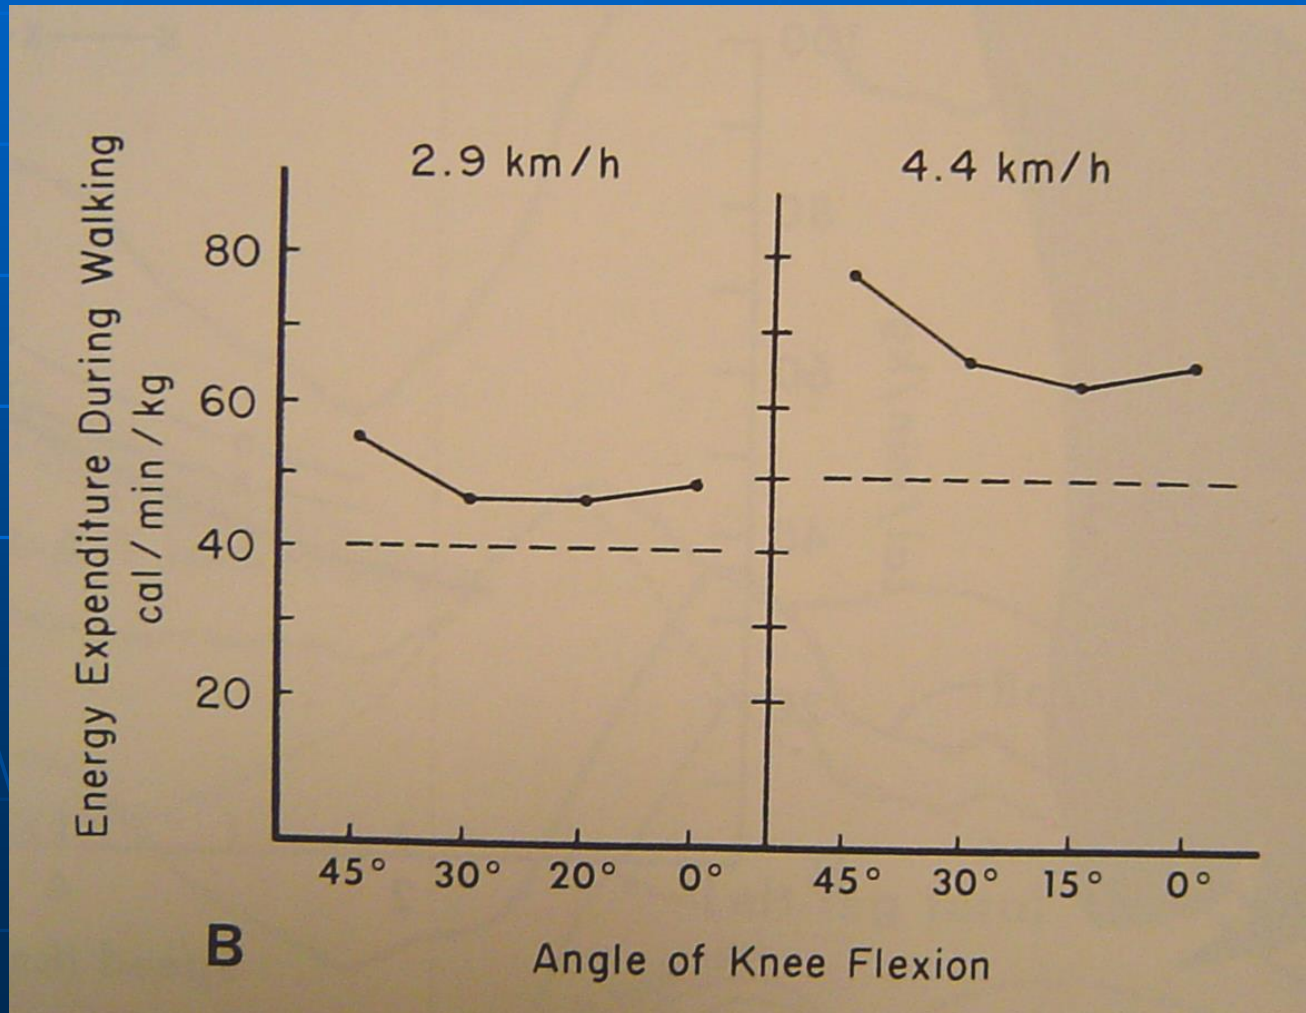 2.9 km/h
4.4 km/h
Energy Expenditure During Walking
cal/min/kg
80
60
40
20
45° 30° 20° 0°
45° 30° 15° 0°
B
Angle of Knee Flexion